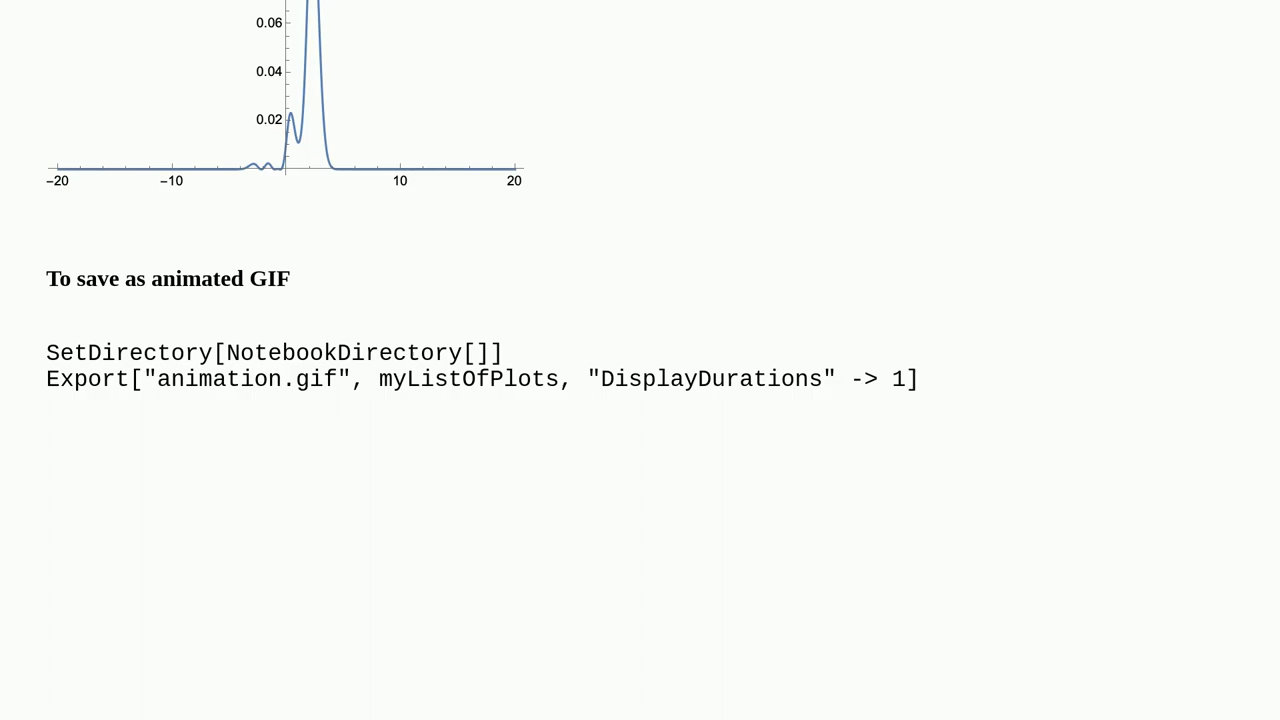 0.06
0.04
0.02
−20 −10 10 20
To save as animated GIF
SetDirectory[NotebookDirectory[]]
Export["animation.gif", myListOfPlots, "DisplayDurations" -> 1]